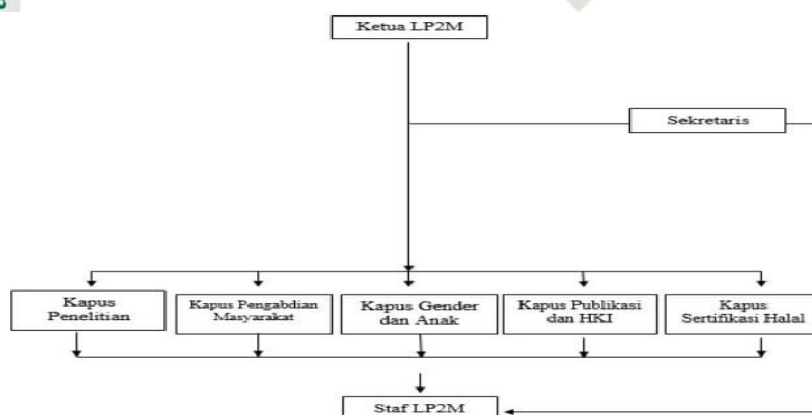 Ketua LP2M
Sekretaris
Kapus
Penelitian
Kapus Pengabdian
Masyarakat
Kapus Gender
dan Anak
Kapus Publikasi
dan HKI
Kapus
Sertifikasi Halal
Staf LP2M